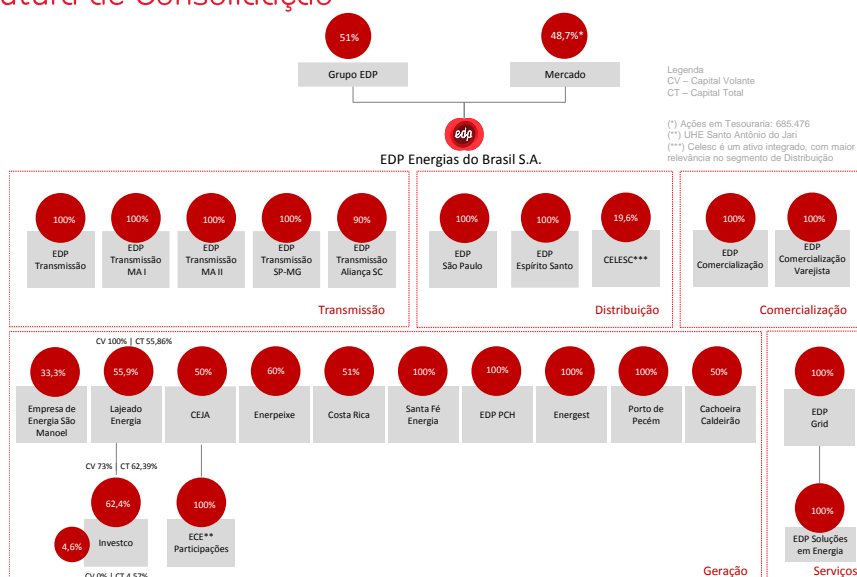 51%
48,7%*
Grupo EDP
Mercado
Legenda
CV – Capital Volante
CT – Capital Total
(*) Ações em Tesouraria: 685.476
(**) UHE Santo Antônio do Jari
(***) Celesc é um ativo integrado, com maior
relevância no segmento de Distribuição
edp
EDP Energias do Brasil S.A.
100%
100%
100%
100%
90%
EDP
Transmissão
EDP
Transmissão
MA I
EDP
Transmissão
MA II
EDP
Transmissão
SP-MG
EDP
Transmissão
Aliança SC
Transmissão
100%
100%
19,6%
EDP
São Paulo
EDP
Espírito Santo
CELESC***
Distribuição
100%
100%
EDP
Comercialização
EDP
Comercialização
Varejista
Comercialização
CV 100% | CT 55,86%
33,3%
55,9%
50%
60%
51%
100%
100%
100%
100%
50%
Empresa de
Energia São
Manoel
Lajeado
Energia
CEJA
Enerpeixe
Costa Rica
Santa Fé
Energia
EDP PCH
Energest
Porto de
Pecém
Cachoeira
Caldeirão
CV 73% | CT 62,39%
62,4%
100%
4,6%
Investco
ECE**
Participações
CV 0% | CT 4,57%
Geração
100%
EDP
Grid
100%
EDP Soluções
em Energia
Serviços